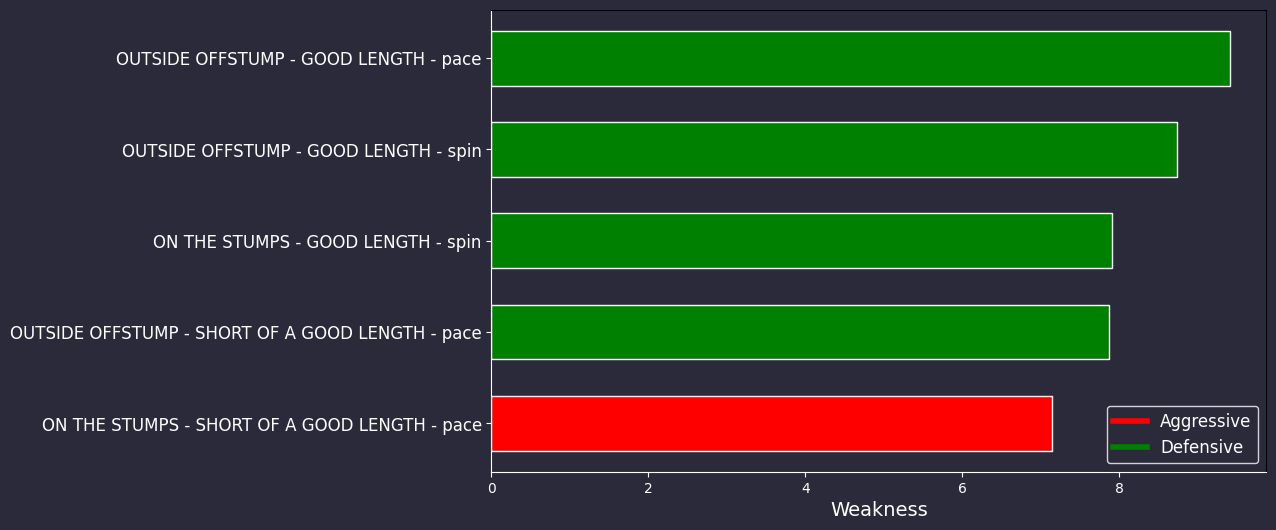 OUTSIDE OFFSTUMP - GOOD LENGTH - pace
OUTSIDE OFFSTUMP - GOOD LENGTH - spin
ON THE STUMPS - GOOD LENGTH - spin
OUTSIDE OFFSTUMP - SHORT OF A GOOD LENGTH - pace
ON THE STUMPS - SHORT OF A GOOD LENGTH - pace
Aggressive
Defensive
0 2 4 6 8
Weakness